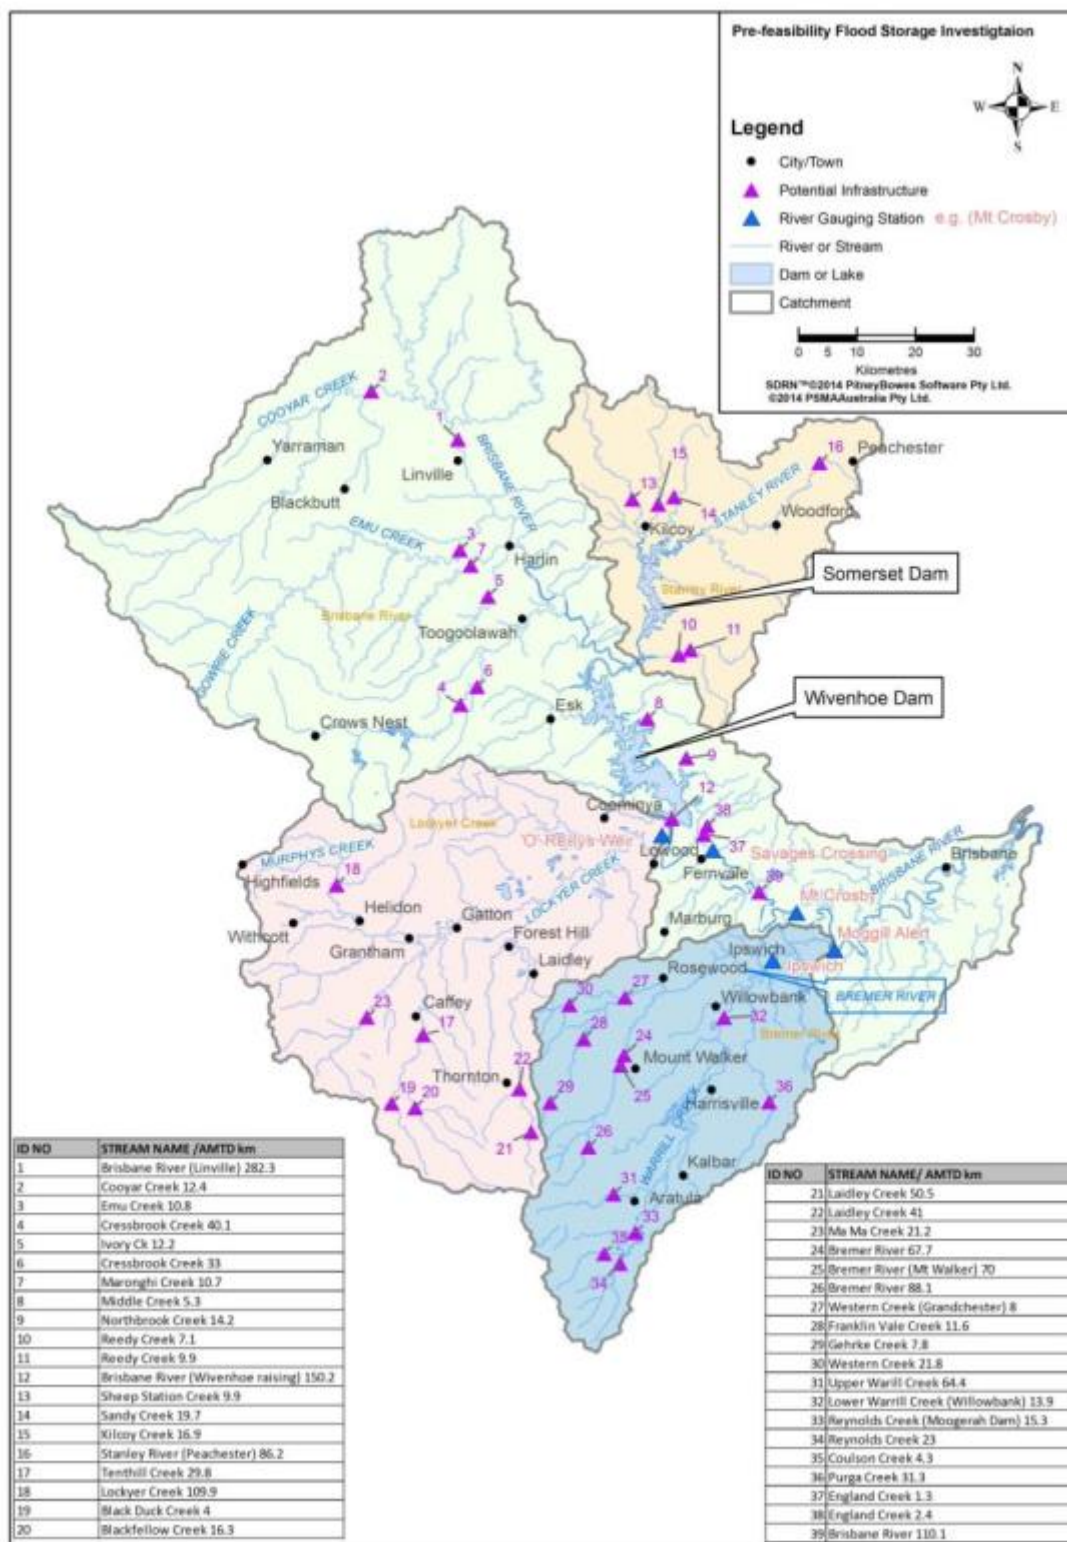 Pre-feasibility Flood Storage Investigtaion
N
W E
S
Legend
City/Town
Potential Infrastructure
River Gauging Station e.g. (Mt Crosby)
River or Stream
Dam or Lake
Catchment
0 5 10 20 30
Kilometres
SDRN™©2014 PitneyBowes Software Pty Ltd.
©2014 PSMAAustralia Pty Ltd.
2
COOYAR CREEK
1
BRISBANE RIVER
Yarraman
Linville
Blackbutt
15
16
Peachester
13
14
STANLEY RIVER
Kilcoy
Woodford
EMU CREEK
3
7
Harlin
5
Somerset Dam
Stanley River
Brisbane River
Toogoolawah
10
11
GOWRIE CREEK
6
4
Esk
8
Wivenhoe Dam
Crows Nest
9
12
Coominya
38
Lockyer Creek
'O' Reillys Weir
37
MURPHYS CREEK
Lowood
Savages Crossing
BRISBANE RIVER
Brisbane
Highfields
18
LOCKYER CREEK
Fernvale
39
Mt Crosby
Helidon
Gatton
Withcott
Marburg
Moggill Alert
Grantham
Forest Hill
Ipswich
Ipswich
Laidley
Rosewood
BREMER RIVER
30
27
Willowbank
23
Caffey
32
Bremer River
17
28
24
Mount Walker
22
Thornton
25
19
20
29
Harrisville
36
21
26
WARRILL CREEK
Kalbar
31
Aratula
33
35
34
ID NO STREAM NAME /AMTD km
1 Brisbane River (Linville) 282.3
2 Cooyar Creek 12.4
3 Emu Creek 10.8
4 Cressbrook Creek 40.1
5 Ivory Ck 12.2
6 Cressbrook Creek 33
7 Maronghi Creek 10.7
8 Middle Creek 5.3
9 Northbrook Creek 14.2
10 Reedy Creek 7.1
11 Reedy Creek 9.9
12 Brisbane River (Wivenhoe raising) 150.2
13 Sheep Station Creek 9.9
14 Sandy Creek 19.7
15 Kilcoy Creek 16.9
16 Stanley River (Peachester) 86.2
17 Tenthill Creek 29.8
18 Lockyer Creek 109.9
19 Black Duck Creek 4
20 Blackfellow Creek 16.3
ID NO STREAM NAME/ AMTD km
21 Laidley Creek 50.5
22 Laidley Creek 41
23 Ma Ma Creek 21.2
24 Bremer River 67.7
25 Bremer River (Mt Walker) 70
26 Bremer River 88.1
27 Western Creek (Grandchester) 8
28 Franklin Vale Creek 11.6
29 Gehrke Creek 7.8
30 Western Creek 21.8
31 Upper Warill Creek 64.4
32 Lower Warrill Creek (Willowbank) 13.9
33 Reynolds Creek (Moogerah Dam) 15.3
34 Reynolds Creek 23
35 Coulson Creek 4.3
36 Purga Creek 31.3
37 England Creek 1.3
38 England Creek 2.4
39 Brisbane River 110.1